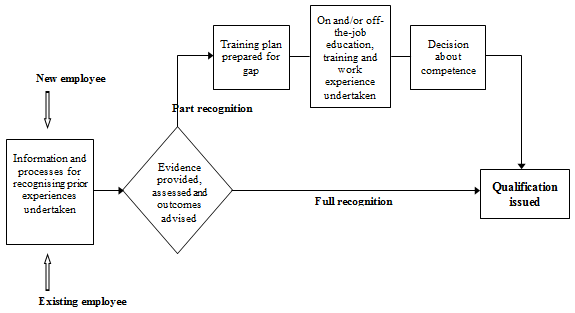 New employee
Information and
processes for
recognising prior
experiences
undertaken
Existing employee
Evidence
provided,
assessed and
outcomes
advised
Part recognition
Training plan
prepared for
gap
On and/or off-
the-job
education,
training and
work
experience
undertaken
Decision
about
competence
Full recognition
Qualification
issued